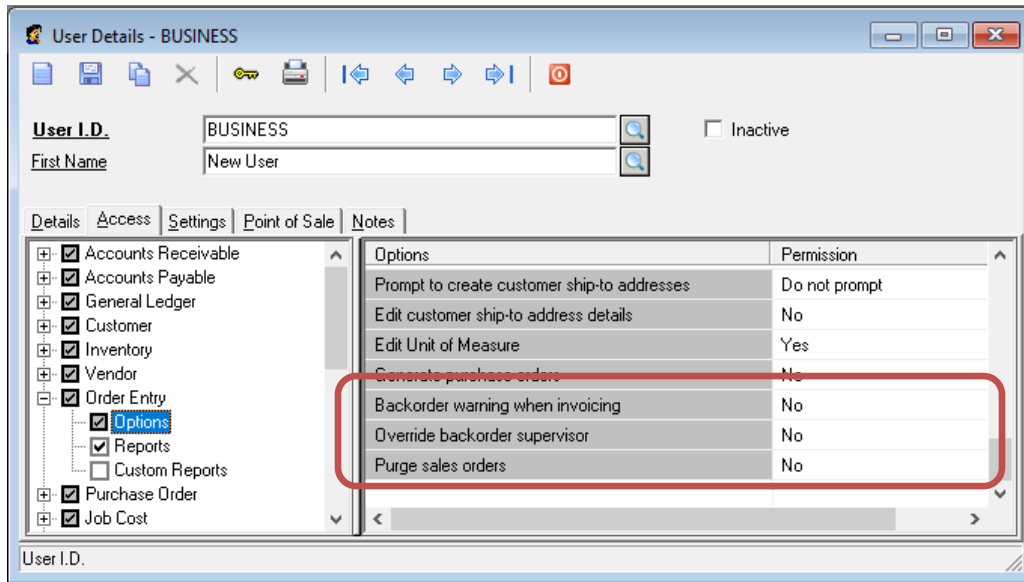 User Details - BUSINESS
User I.D. BUSINESS Inactive
First Name New User
Details Access Settings Point of Sale Notes
Accounts Receivable
Accounts Payable
General Ledger
Customer
Inventory
Vendor
Order Entry
Options
Reports
Custom Reports
Purchase Order
Job Cost
Options Permission
Prompt to create customer ship-to addresses Do not prompt
Edit customer ship-to address details No
Edit Unit of Measure Yes
Generate purchase orders No
Backorder warning when invoicing No
Override backorder supervisor No
Purge sales orders No
User I.D.